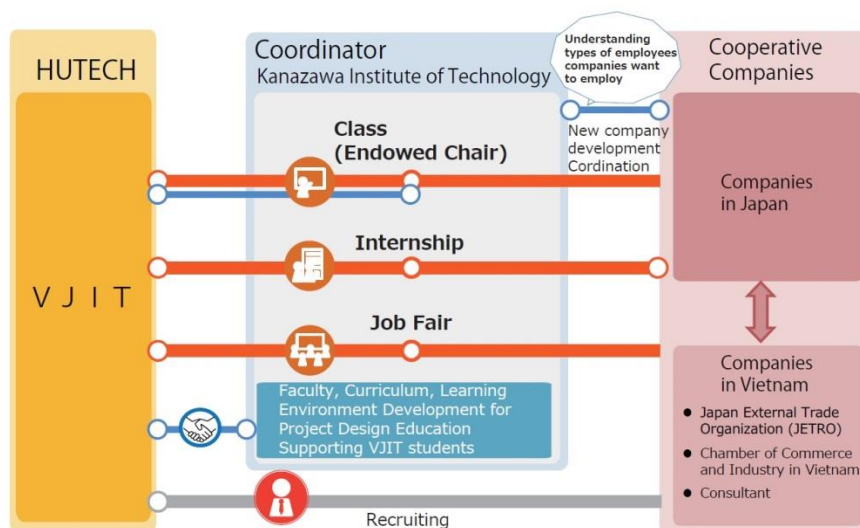 HUTECH
V J I T
Coordinator
Kanazawa Institute of Technology
Class
(Endowed Chair)
Internship
Job Fair
Faculty, Curriculum, Learning
Environment Development for
Project Design Education
Supporting VJIT students
Recruiting
Understanding
types of employees
companies want
to employ
New company
development
Cordination
Cooperative
Companies
Companies
in Japan
Companies
in Vietnam
● Japan External Trade
Organization (JETRO)
● Chamber of Commerce
and Industry in Vietnam
● Consultant